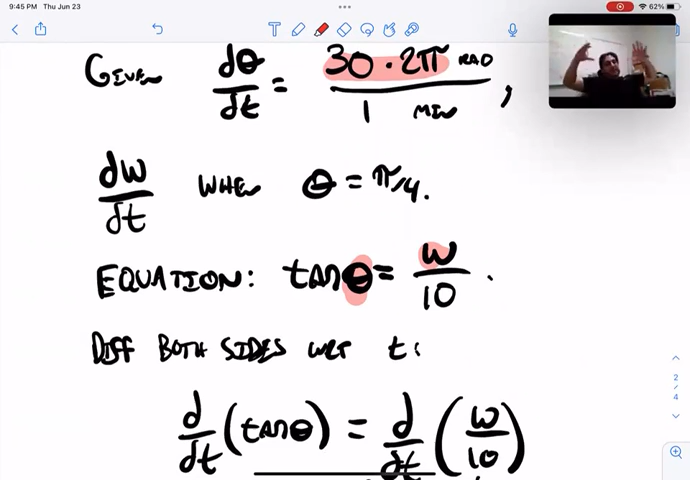 9:45 PM Thu Jun 23
62%
GIVEN dθ/dt = 30 · 2π RAD / 1 MIN ,
dw/dt WHEN θ = π/4.
EQUATION: tanθ = w/10 .
DIFF BOTH SIDES WRT t:
d/dt (tanθ) = d/dt (w/10)
2/4